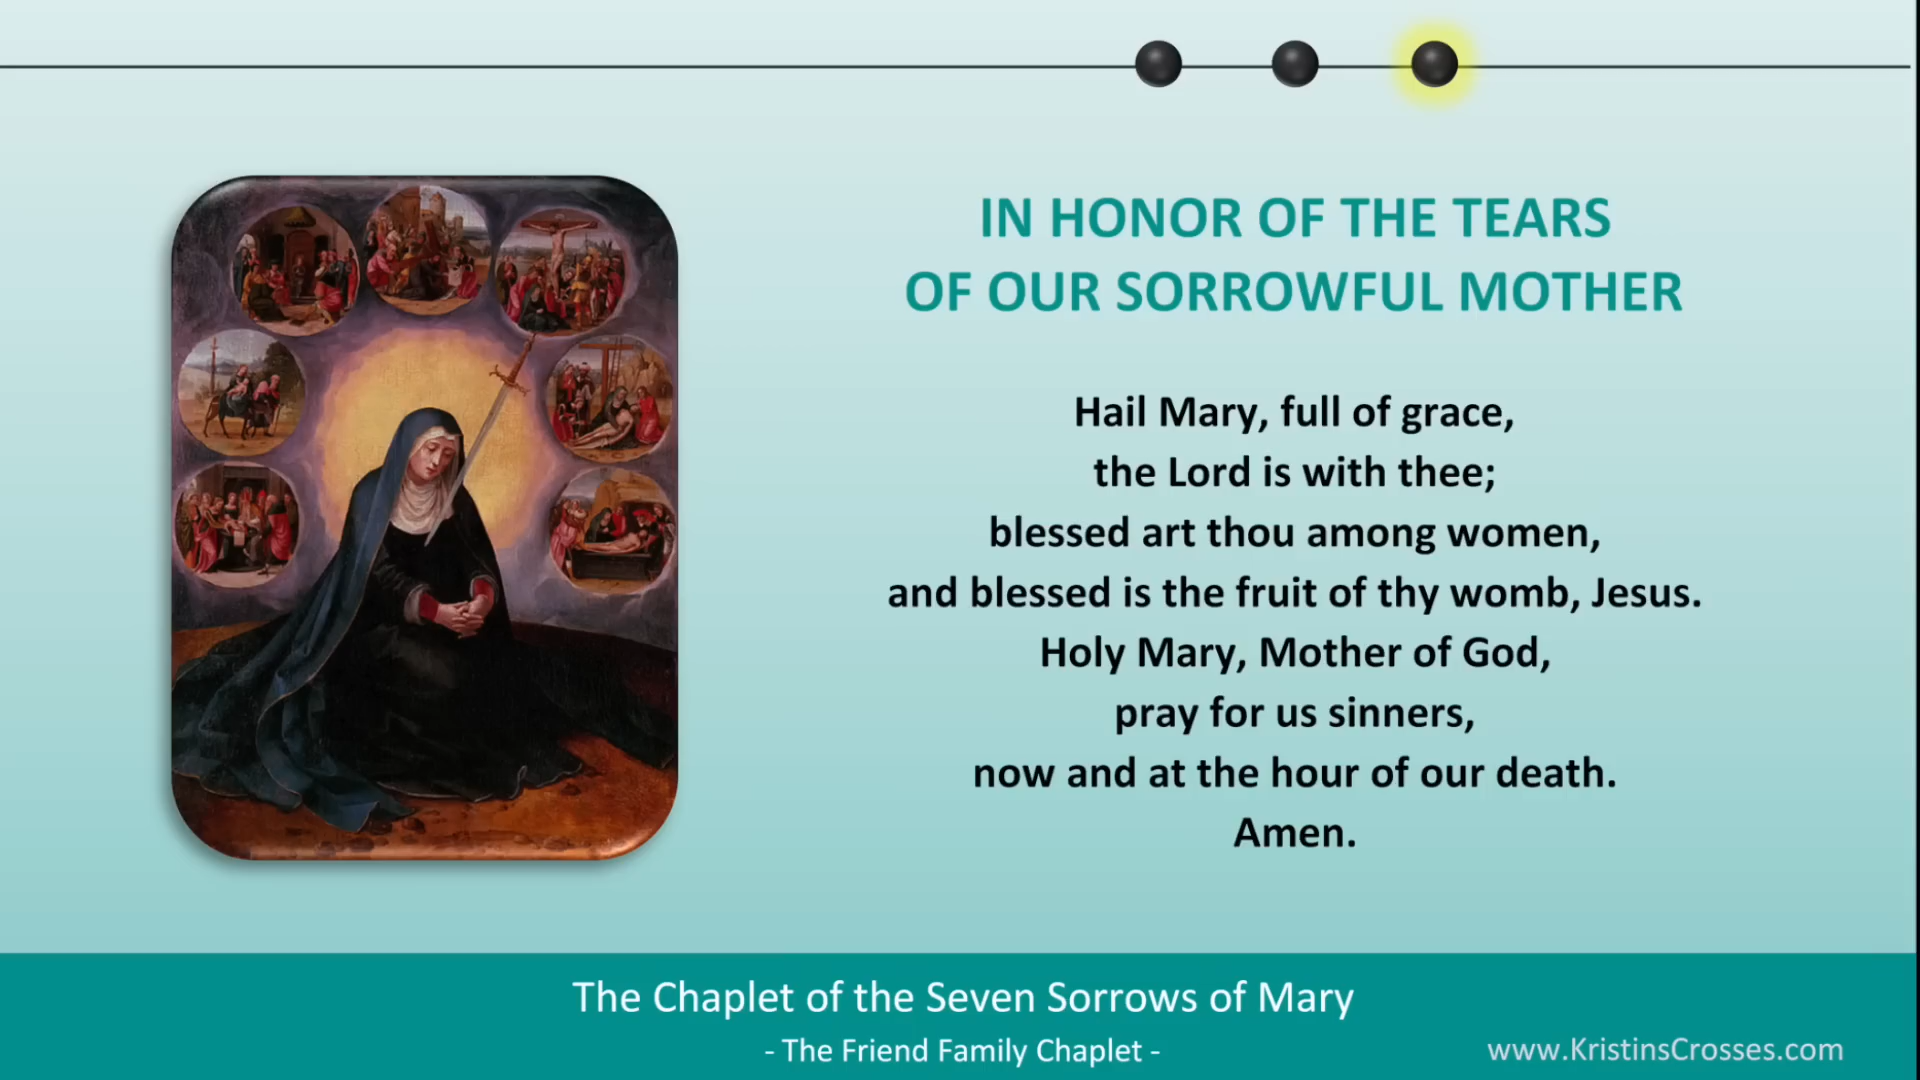 IN HONOR OF THE TEARS
OF OUR SORROWFUL MOTHER
Hail Mary, full of grace,
the Lord is with thee;
blessed art thou among women,
and blessed is the fruit of thy womb, Jesus.
Holy Mary, Mother of God,
pray for us sinners,
now and at the hour of our death.
Amen.
The Chaplet of the Seven Sorrows of Mary
- The Friend Family Chaplet -
www.KristinsCrosses.com